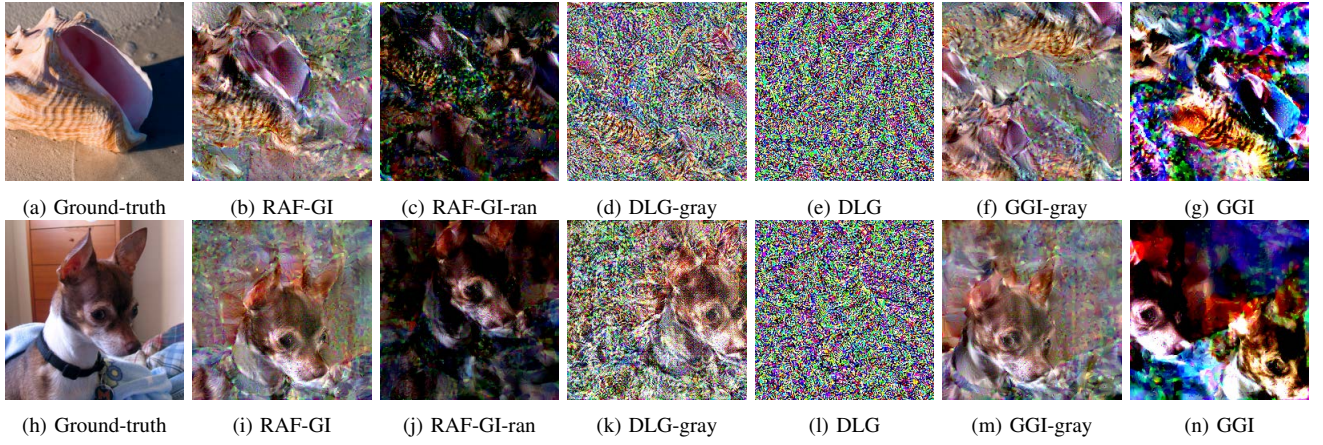 (a) Ground-truth (b) RAF-GI (c) RAF-GI-ran (d) DLG-gray (e) DLG (f) GGI-gray (g) GGI
(h) Ground-truth (i) RAF-GI (j) RAF-GI-ran (k) DLG-gray (l) DLG (m) GGI-gray (n) GGI